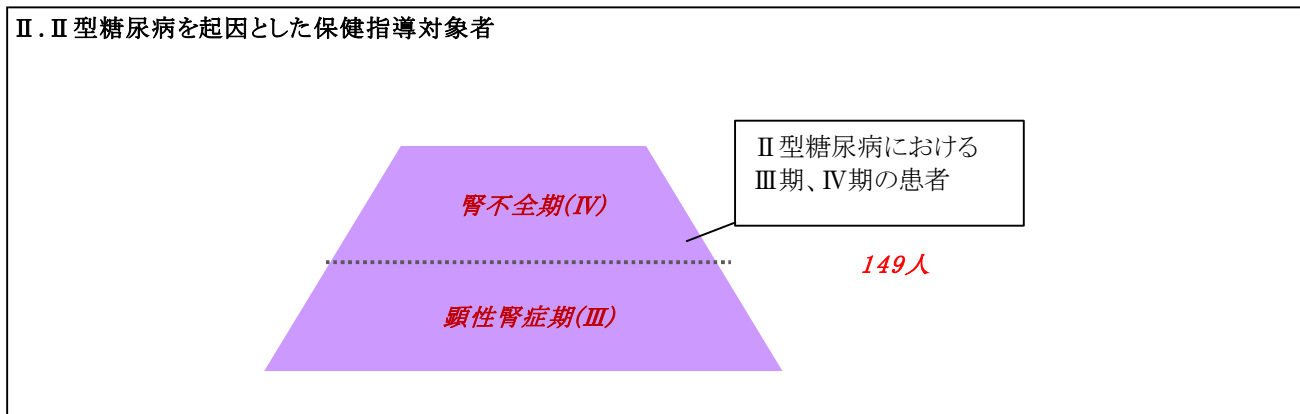 Ⅱ.Ⅱ型糖尿病を起因とした保健指導対象者
Ⅱ型糖尿病における
Ⅲ期、Ⅳ期の患者
腎不全期(Ⅳ)
149人
顕性腎症期(Ⅲ)